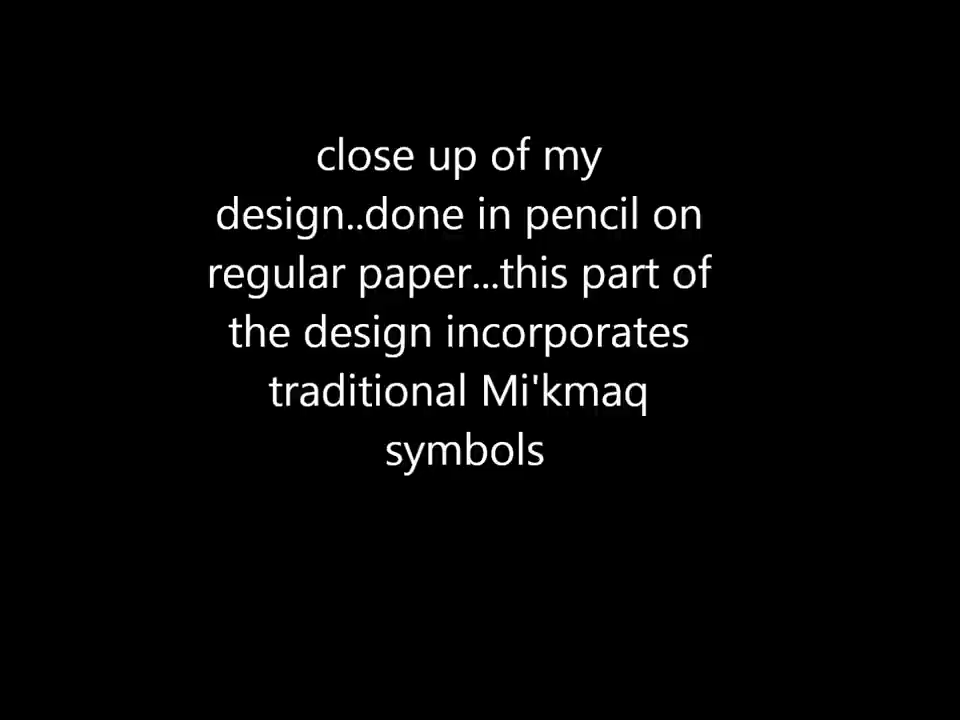 close up of my
design..done in pencil on
regular paper...this part of
the design incorporates
traditional Mi'kmaq
symbols